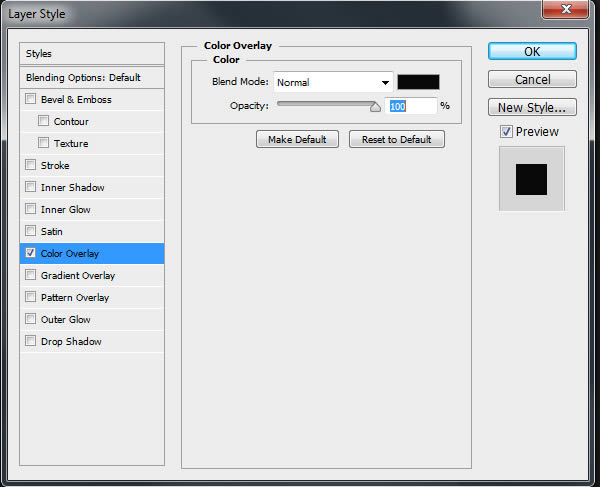 Layer Style
Styles
Blending Options: Default
Bevel & Emboss
Contour
Texture
Stroke
Inner Shadow
Inner Glow
Satin
Color Overlay
Gradient Overlay
Pattern Overlay
Outer Glow
Drop Shadow
Color Overlay
Color
Blend Mode: Normal
Opacity: 100 %
Make Default Reset to Default
OK
Cancel
New Style...
Preview